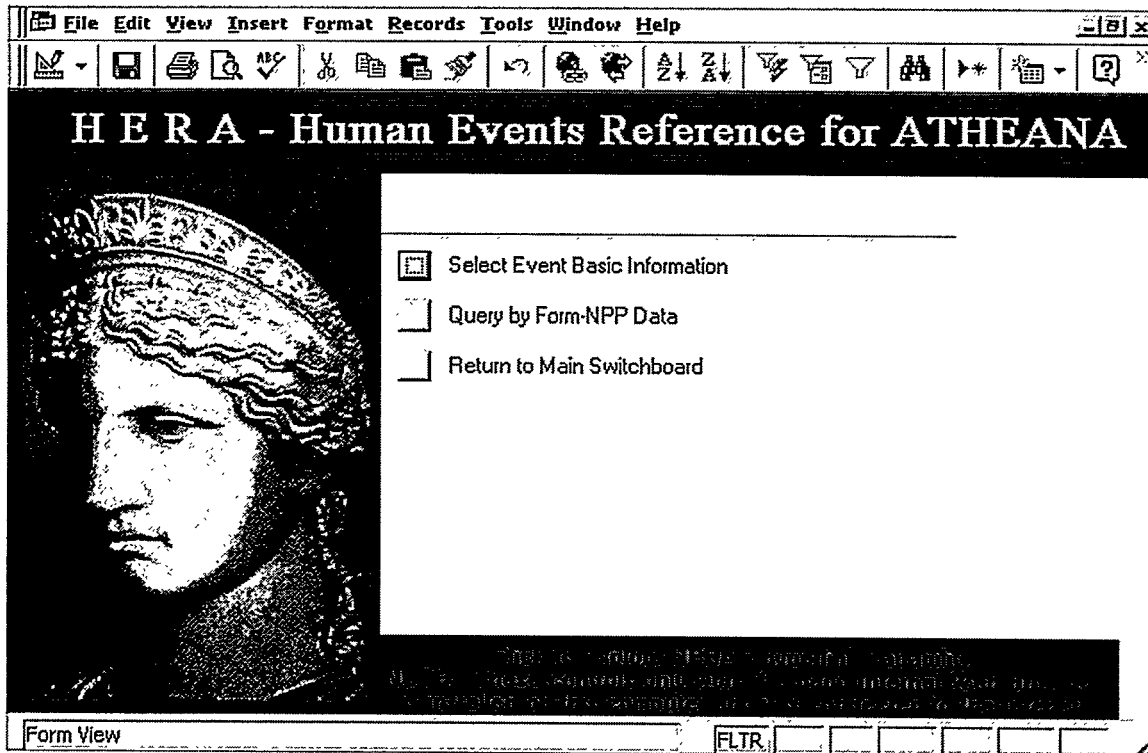 File Edit View Insert Format Records Tools Window Help
H E R A - Human Events Reference for ATHEANA
Select Event Basic Information
Query by Form-NPP Data
Return to Main Switchboard
Form View
FLTR